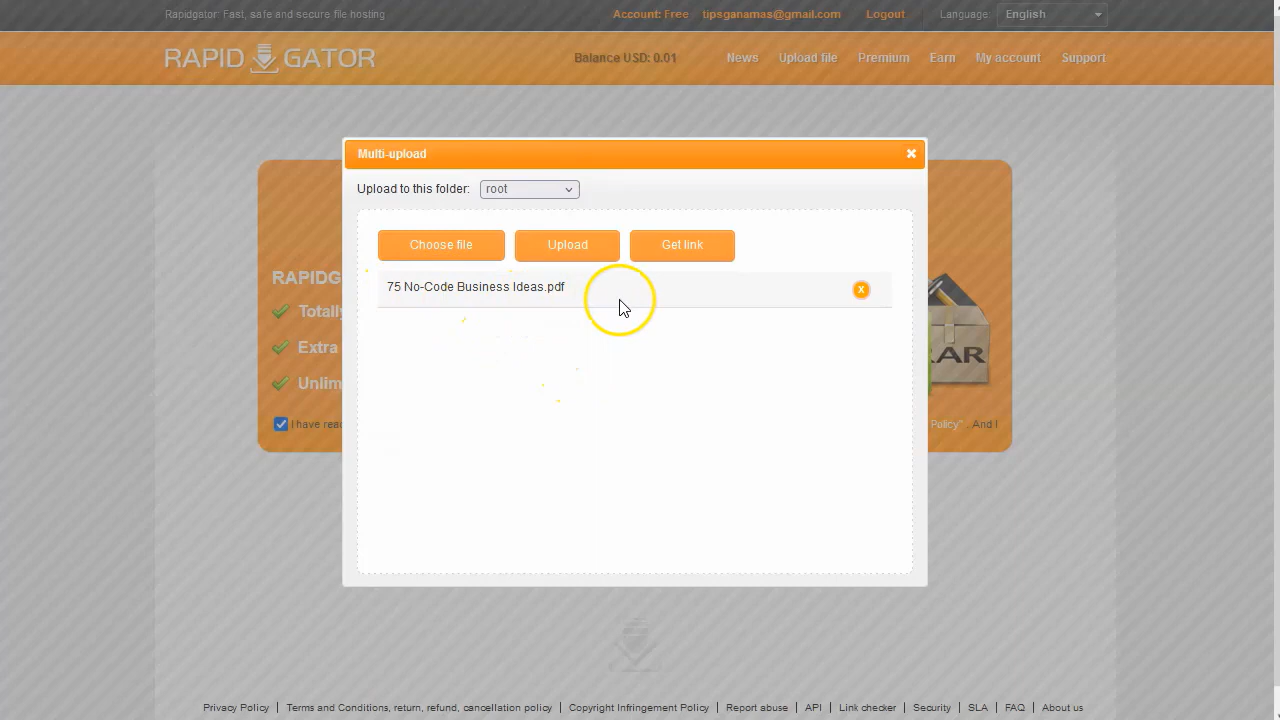 Rapidgator: Fast, safe and secure file hosting
Account: Free tipsganamas@gmail.com Logout Language: English
RAPID GATOR
Balance USD: 0.01 News Upload file Premium Earn My account Support
Multi-upload
Upload to this folder: root
Choose file Upload Get link
RAPIDG
75 No-Code Business Ideas.pdf X
Totall
Extra
AR
Unlim
I have read
Policy" And I
Privacy Policy | Terms and Conditions, return, refund, cancellation policy | Copyright Infringement Policy | Report abuse | API | Link checker | Security | SLA | FAQ | About us